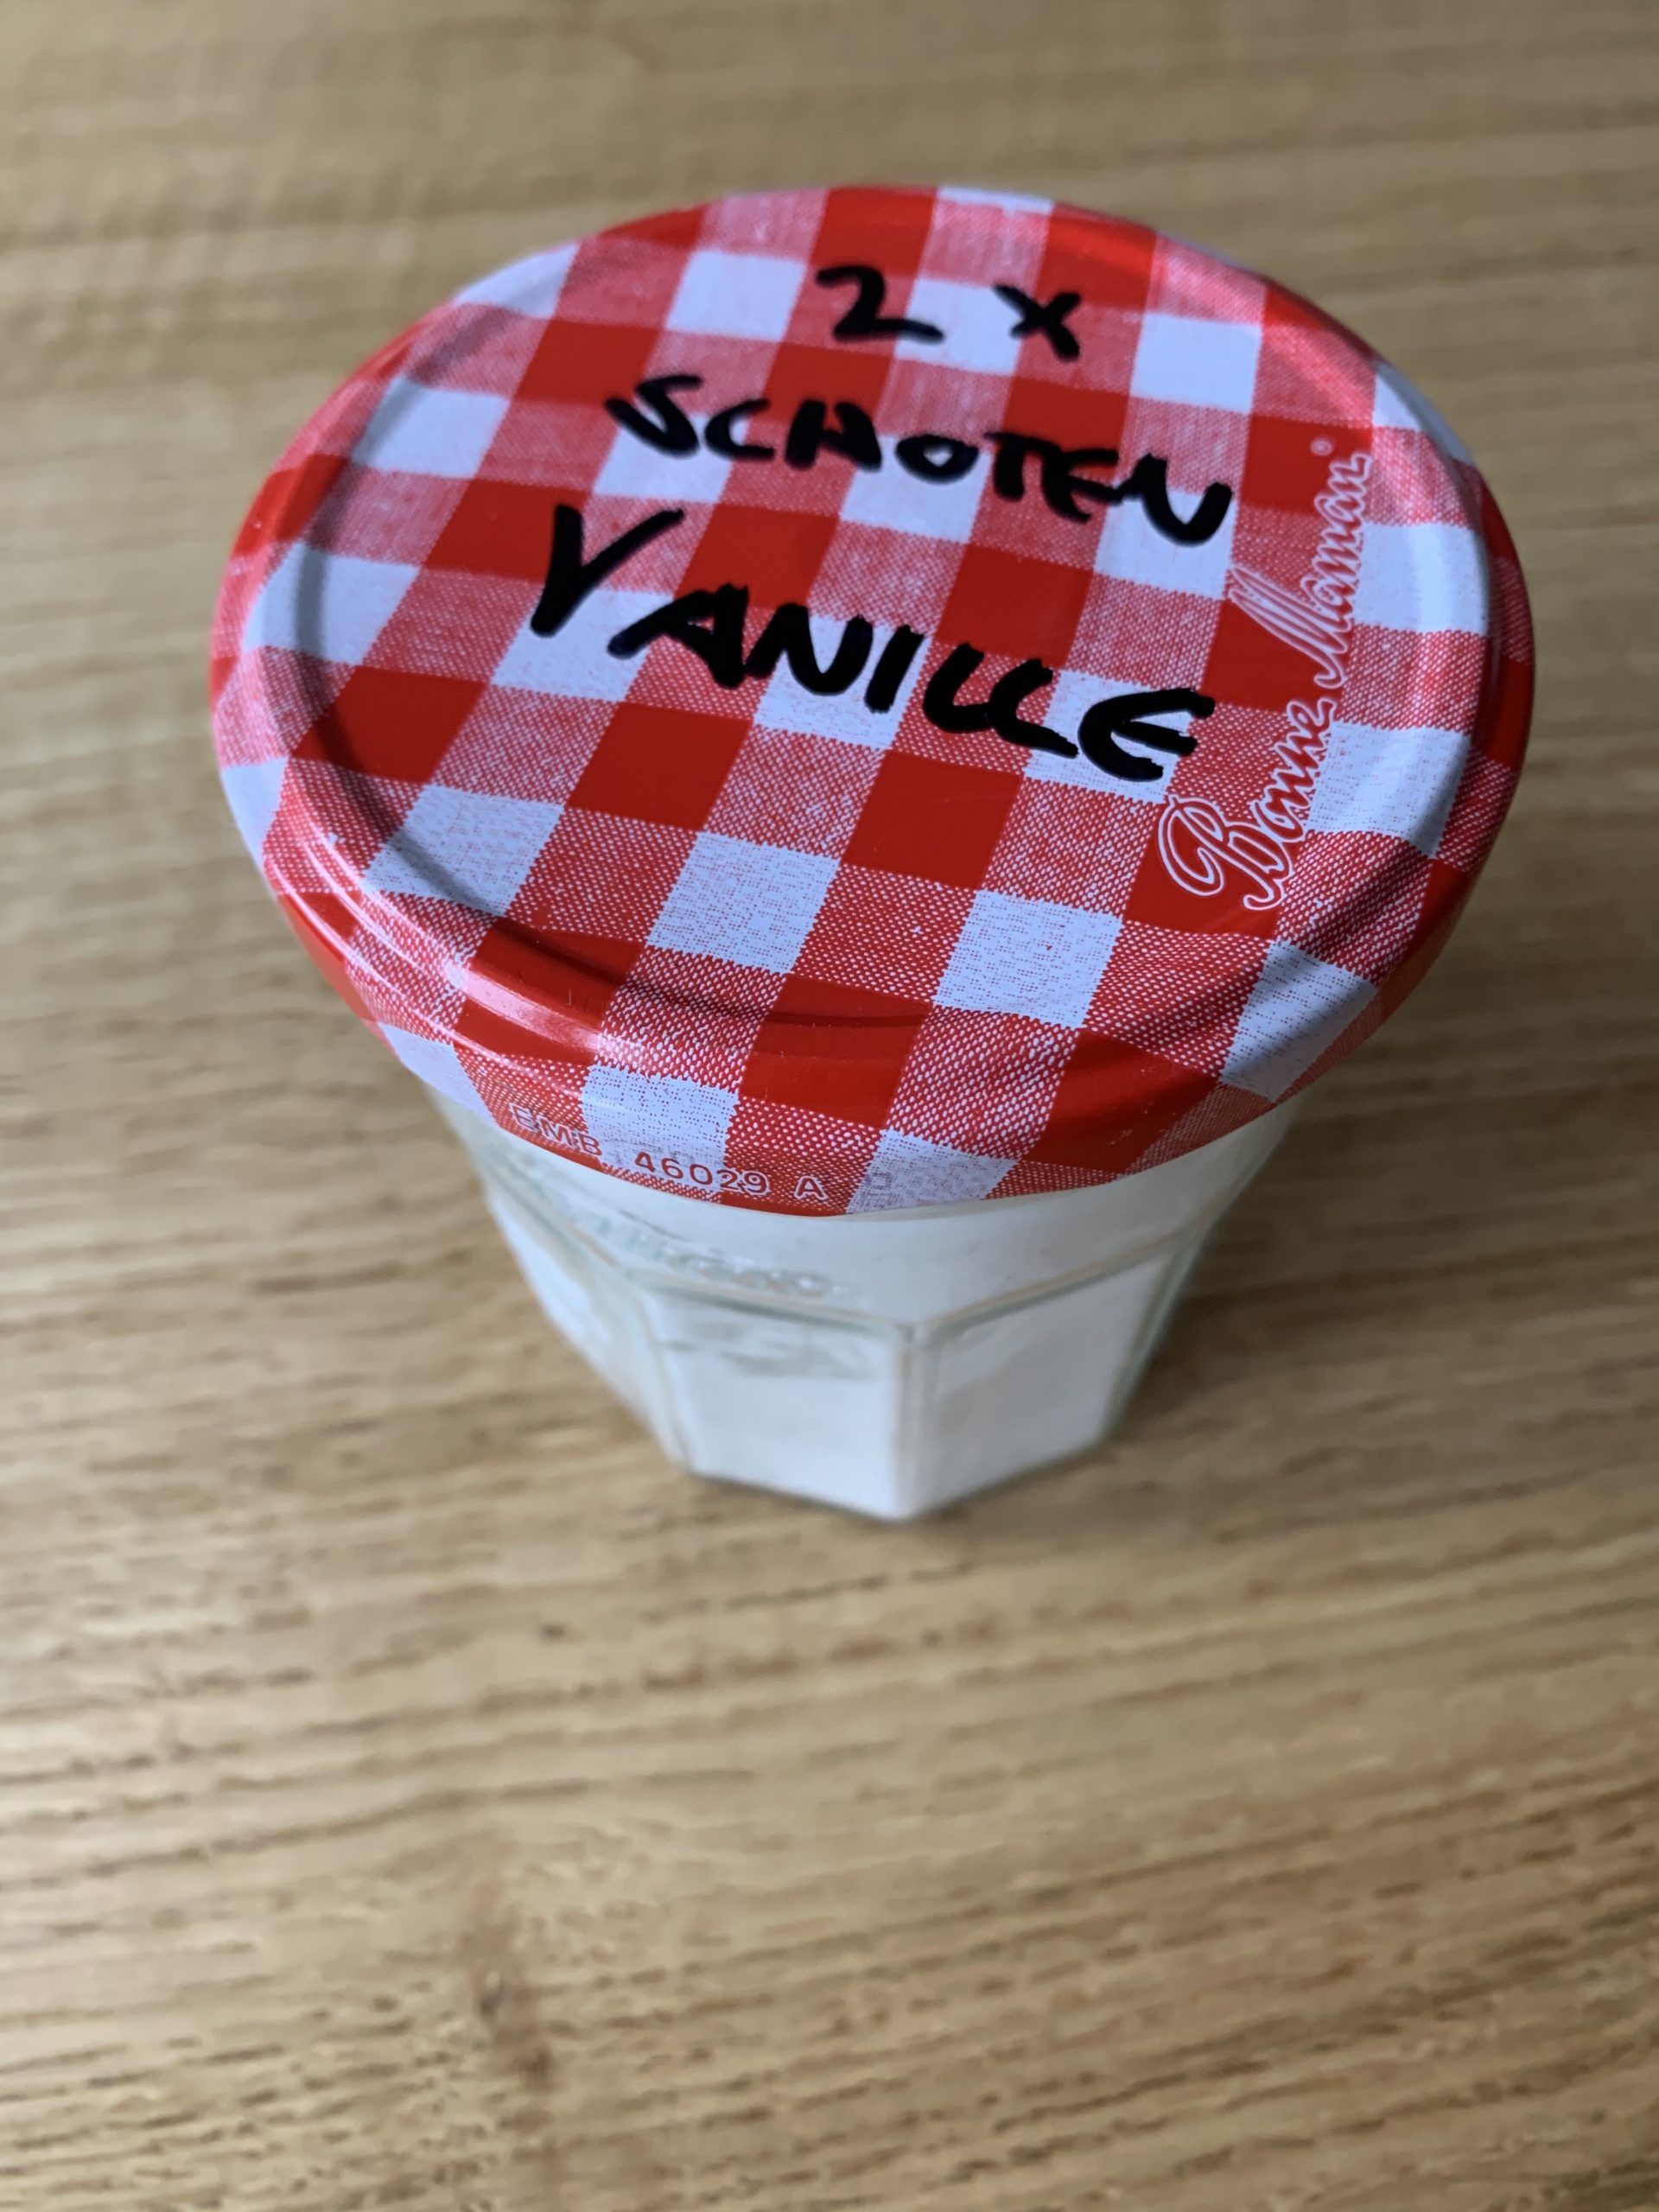 2 x
SCHOTEN
VANILLE
Bonne Maman
EMB 46029 A